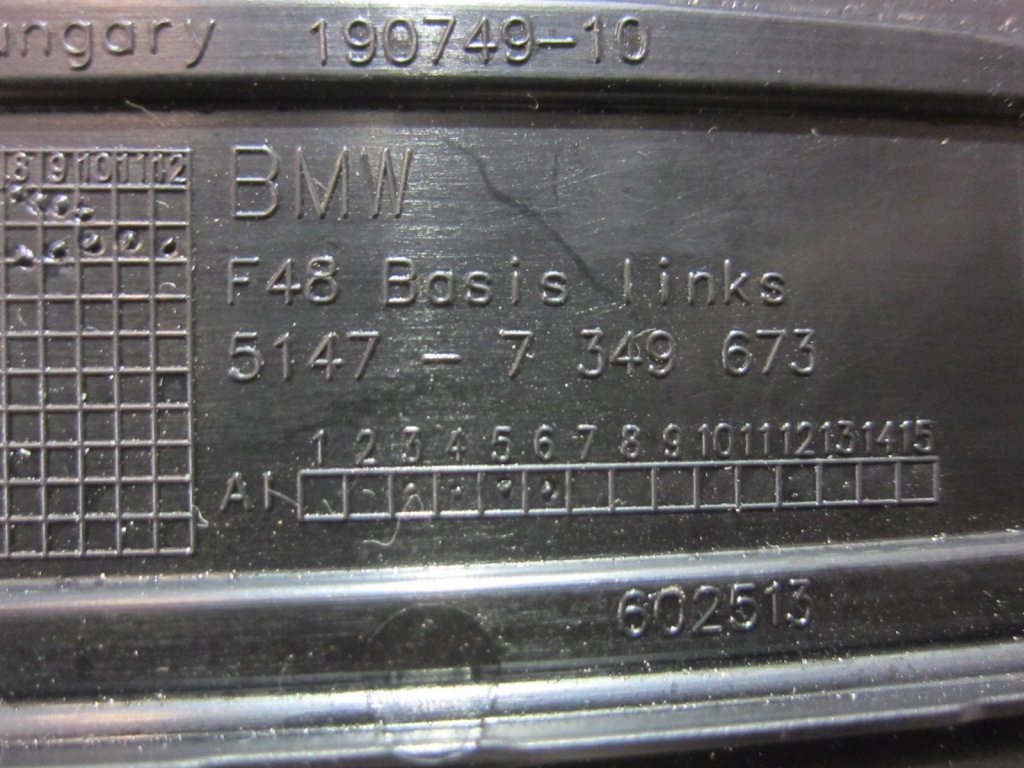 ungary 190749-10
8 9 10 11 12
BMW
F48 Basis links
5147 - 7 349 673
1 2 3 4 5 6 7 8 9 10 11 12 13 14 15
AI
602513